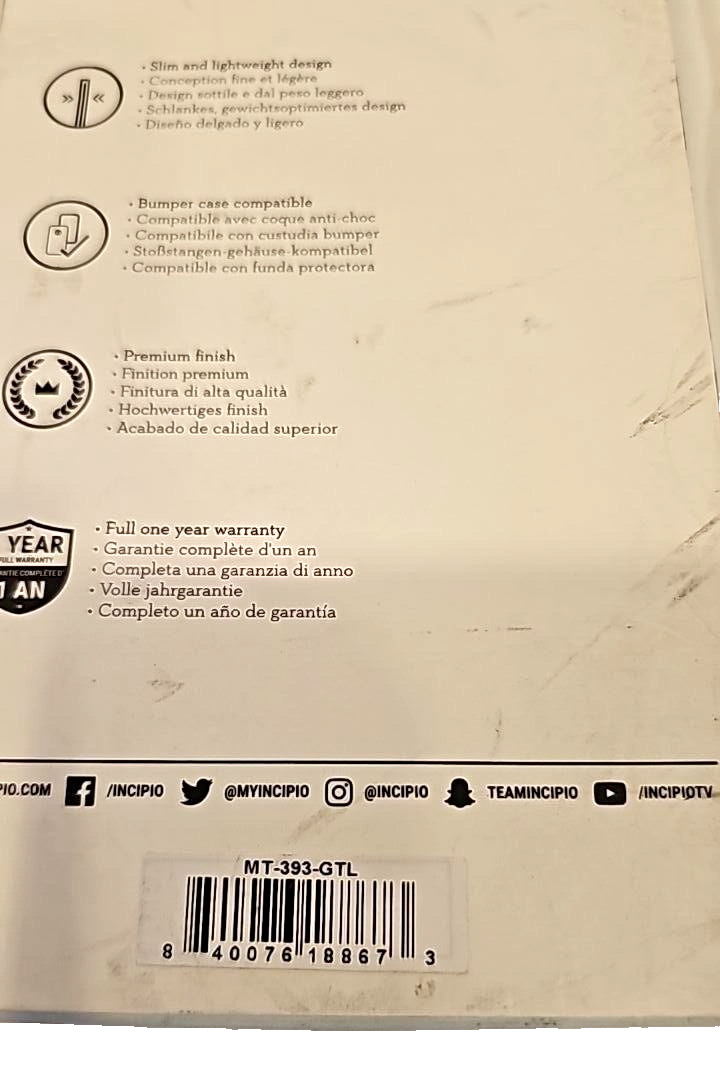 • Slim and lightweight design
• Conception fine et légère
• Design sottile e dal peso leggero
• Schlankes, gewichtsoptimiertes design
• Diseño delgado y ligero
• Bumper case compatible
• Compatible avec coque anti-choc
• Compatibile con custudia bumper
• Stoßstangen-gehäuse-kompatibel
• Compatible con funda protectora
• Premium finish
• Finition premium
• Finitura di alta qualità
• Hochwertiges finish
• Acabado de calidad superior
YEAR
FULL WARRANTY
1 AN
• Full one year warranty
• Garantie complète d'un an
• Completa una garanzia di anno
• Volle jahrgarantie
• Completo un año de garantía
PIO.COM /INCIPIO @MYINCIPIO @INCIPIO TEAMINCIPIO /INCIPIOTV
MT-393-GTL
8 40076 18867 3